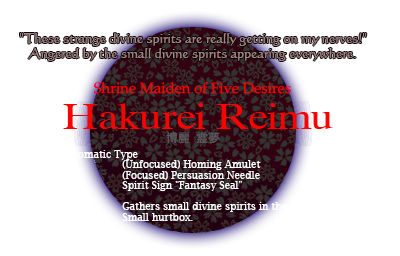 "These strange divine spirits are really getting on my nerves!"
Angered by the small divine spirits appearing everywhere.
Shrine Maiden of Five Desires
Hakurei Reimu
博麗 霊夢
omatic Type
(Unfocused) Homing Amulet
(Focused) Persuasion Needle
Spirit Sign "Fantasy Seal"
Gathers small divine spirits in th
Small hurtbox.